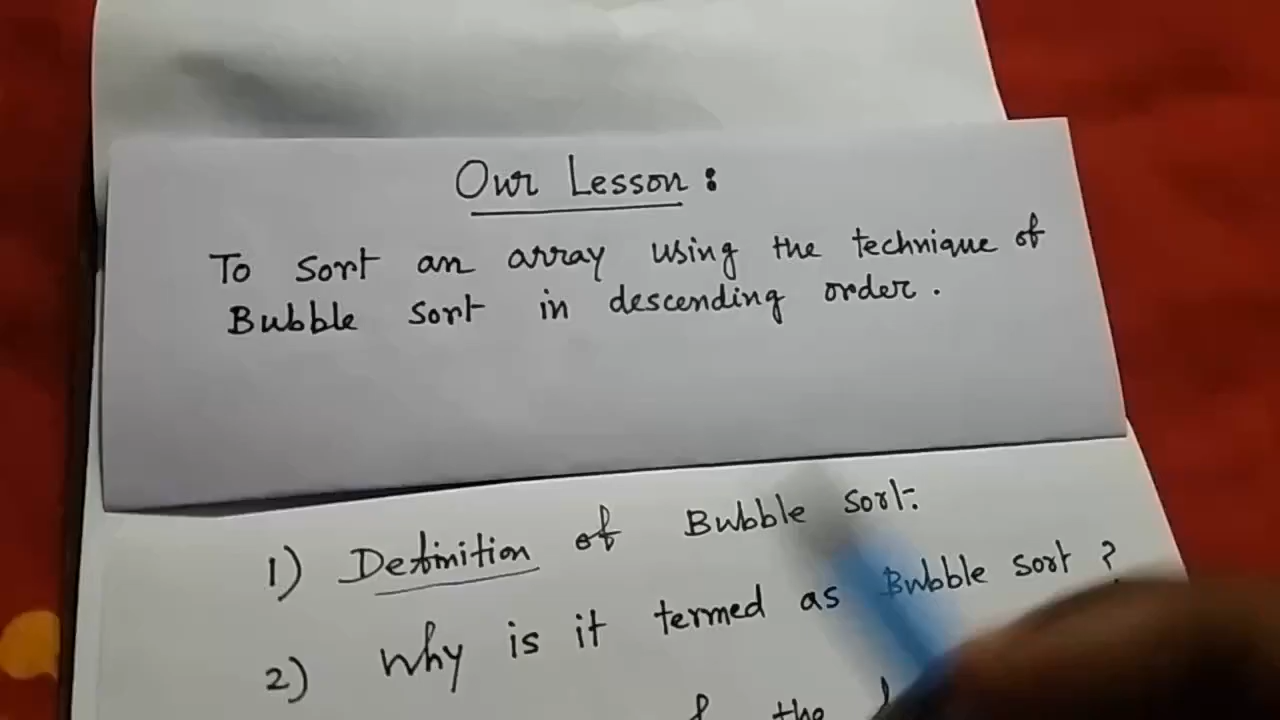 Our Lesson :
To sort an array using the technique of
Bubble sort in descending order.
1) Definition of Bubble sort:
2) Why is it termed as Bubble sort ?
the